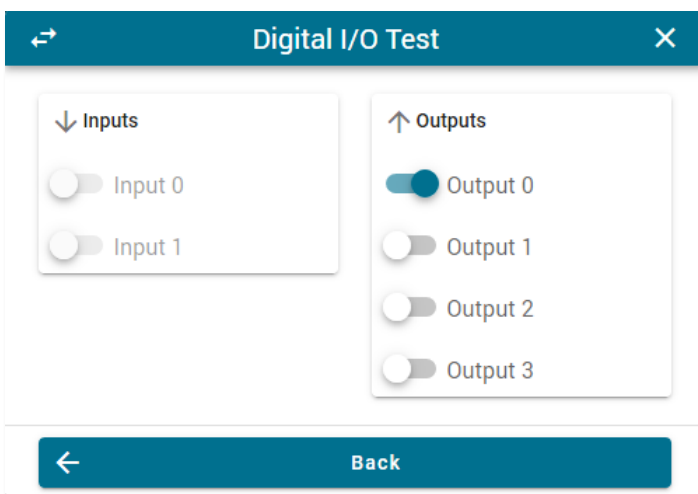 Digital I/O Test
Inputs
Input 0
Input 1
Outputs
Output 0
Output 1
Output 2
Output 3
Back